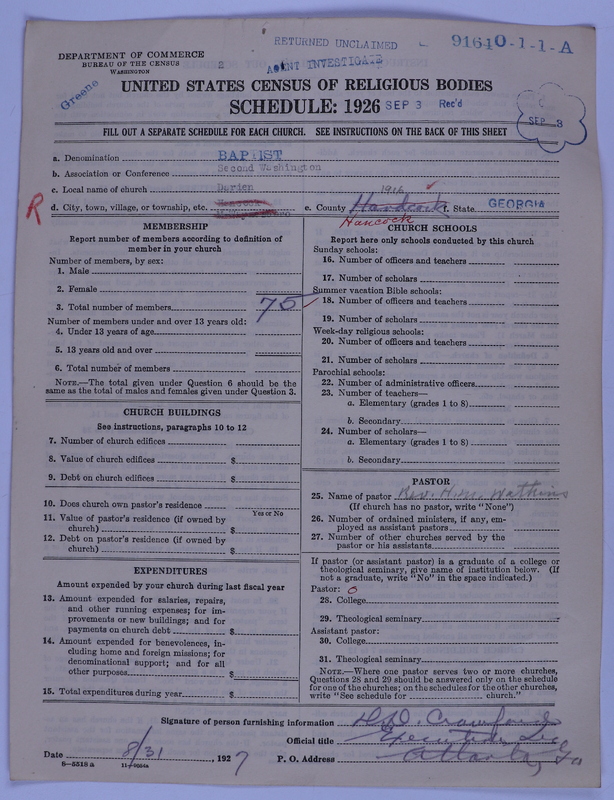 RETURNED UNCLAIMED
91640-1-1-A
DEPARTMENT OF COMMERCE
BUREAU OF THE CENSUS
WASHINGTON
2
AGENT INVESTIGATE
Greene
UNITED STATES CENSUS OF RELIGIOUS BODIES
SCHEDULE: 1926 SEP 3 Rec'd
SEP 3
FILL OUT A SEPARATE SCHEDULE FOR EACH CHURCH. SEE INSTRUCTIONS ON THE BACK OF THIS SHEET
a. Denomination BAPTIST
b. Association or Conference Second Washington
c. Local name of church Darien
1916
R d. City, town, village, or township, etc.
e. County Handcock f. State GEORGIA
Hancock
MEMBERSHIP
Report number of members according to definition of
member in your church
Number of members, by sex:
1. Male
2. Female
3. Total number of members 75
Number of members under and over 13 years old:
4. Under 13 years of age
5. 13 years old and over
6. Total number of members
NOTE.—The total given under Question 6 should be the
same as the total of males and females given under Question 3.
CHURCH BUILDINGS
See instructions, paragraphs 10 to 12
7. Number of church edifices
8. Value of church edifices $
9. Debt on church edifices $
10. Does church own pastor's residence
Yes or No
11. Value of pastor's residence (if owned by
church) $
12. Debt on pastor's residence (if owned by
church) $
EXPENDITURES
Amount expended by your church during last fiscal year
13. Amount expended for salaries, repairs,
and other running expenses; for im-
provements or new buildings; and for
payments on church debt $
14. Amount expended for benevolences, in-
cluding home and foreign missions; for
denominational support; and for all
other purposes $
15. Total expenditures during year $
CHURCH SCHOOLS
Report here only schools conducted by this church
Sunday schools:
16. Number of officers and teachers
17. Number of scholars
Summer vacation Bible schools:
18. Number of officers and teachers
19. Number of scholars
Week-day religious schools:
20. Number of officers and teachers
21. Number of scholars
Parochial schools:
22. Number of administrative officers
23. Number of teachers—
a. Elementary (grades 1 to 8)
b. Secondary
24. Number of scholars—
a. Elementary (grades 1 to 8)
b. Secondary
PASTOR
25. Name of pastor Rev. H.M. Watkins
(If church has no pastor, write "None")
26. Number of ordained ministers, if any, em-
ployed as assistant pastors
27. Number of other churches served by the
pastor or his assistants
If pastor (or assistant pastor) is a graduate of a college or
theological seminary, give name of institution below. (If
not a graduate, write "No" in the space indicated.)
Pastor: 0
28. College
29. Theological seminary
Assistant pastor:
30. College
31. Theological seminary
NOTE.—Where one pastor serves two or more churches,
Questions 28 and 29 should be answered only on the schedule
for one of the churches; on the schedules for the other churches,
write "See schedule for church."
Signature of person furnishing information D.D. Crawford
Official title Executive Sec
Date 8/31, 1927 P. O. Address Atlanta, Ga
8-5518a